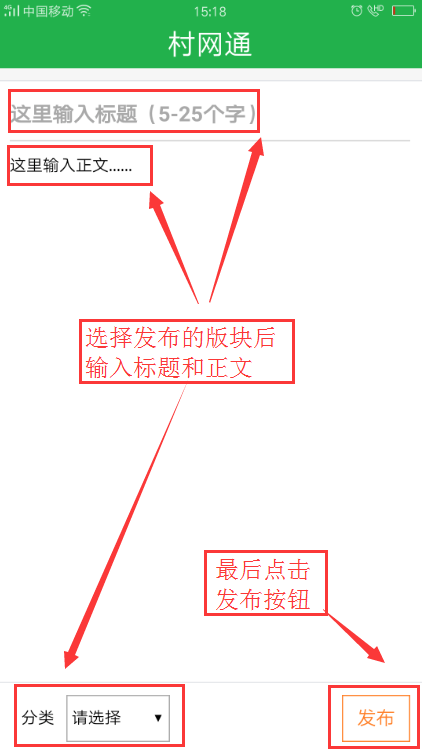 4G 中国移动 15:18
村网通
这里输入标题（5-25个字）
这里输入正文......
选择发布的版块后
输入标题和正文
最后点击
发布按钮
分类 请选择 发布